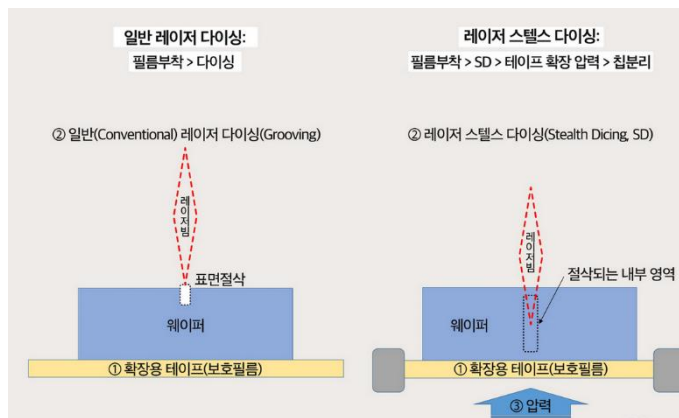 일반 레이저 다이싱:
필름부착 > 다이싱
② 일반(Conventional) 레이저 다이싱(Grooving)
레이저빔
표면절삭
웨이퍼
① 확장용 테이프(보호필름)
레이저 스텔스 다이싱:
필름부착 > SD > 테이프 확장 압력 > 칩분리
② 레이저 스텔스 다이싱(Stealth Dicing, SD)
레이저빔
절삭되는 내부 영역
웨이퍼
① 확장용 테이프(보호필름)
③ 압력